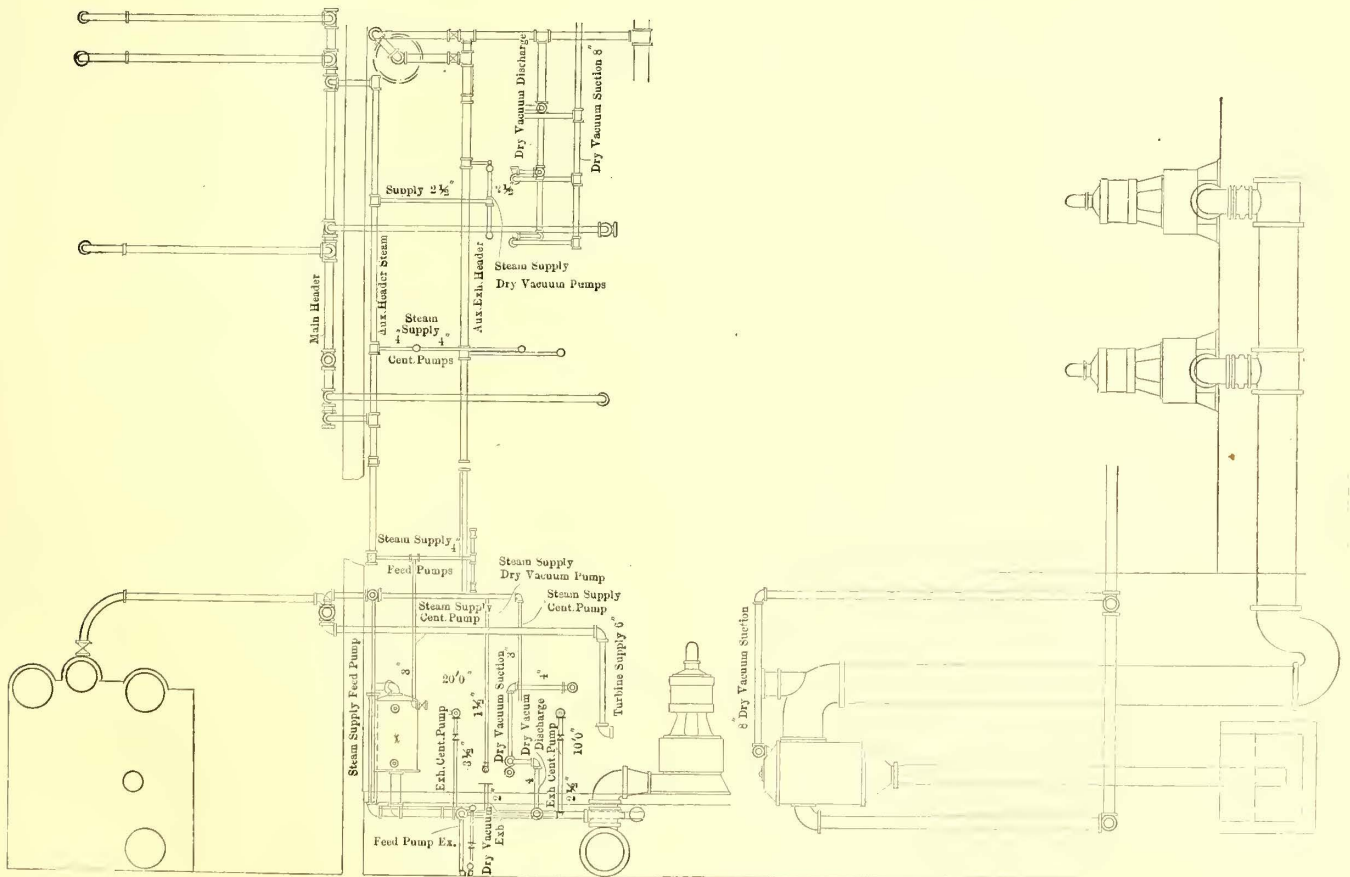 Dry Vacuum Discharge
Dry Vacuum Suction 8"
Supply 2½"
2½"
Main Header
Aux. Header Steam
Aux. Exh. Header
Steam Supply
Dry Vacuum Pumps
Steam
Supply
4" 4"
Cent. Pumps
Steam Supply
4"
Feed Pumps
Steam Supply
Dry Vacuum Pump
Steam Supply
Cent. Pump
Steam Supply
Cent. Pump
Steam Supply Feed Pump
3"
20'0"
1½"
Exh. Cent. Pump
3½"
Dry Vacuum Suction
3"
4"
Dry Vacum
Discharge
4
Exh Cent. Pump
10'0"
2½"
Turbine Supply 6"
8" Dry Vacuum Suction
Feed Pump Ex.
Dry Vacuum
Exh
2"